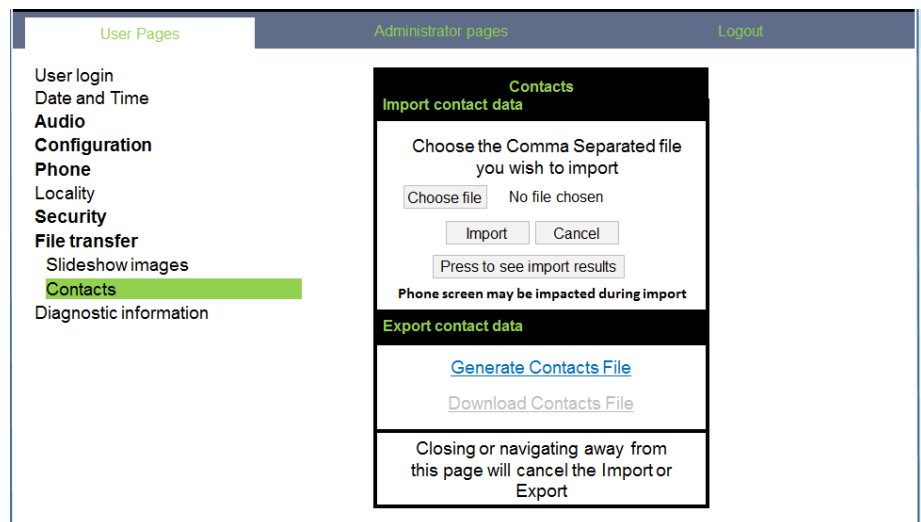 User Pages
Administrator pages
Logout
User login
Date and Time
Audio
Configuration
Phone
Locality
Security
File transfer
Slideshow images
Contacts
Diagnostic information
Contacts
Import contact data
Choose the Comma Separated file
you wish to import
Choose file No file chosen
Import Cancel
Press to see import results
Phone screen may be impacted during import
Export contact data
Generate Contacts File
Download Contacts File
Closing or navigating away from
this page will cancel the Import or
Export